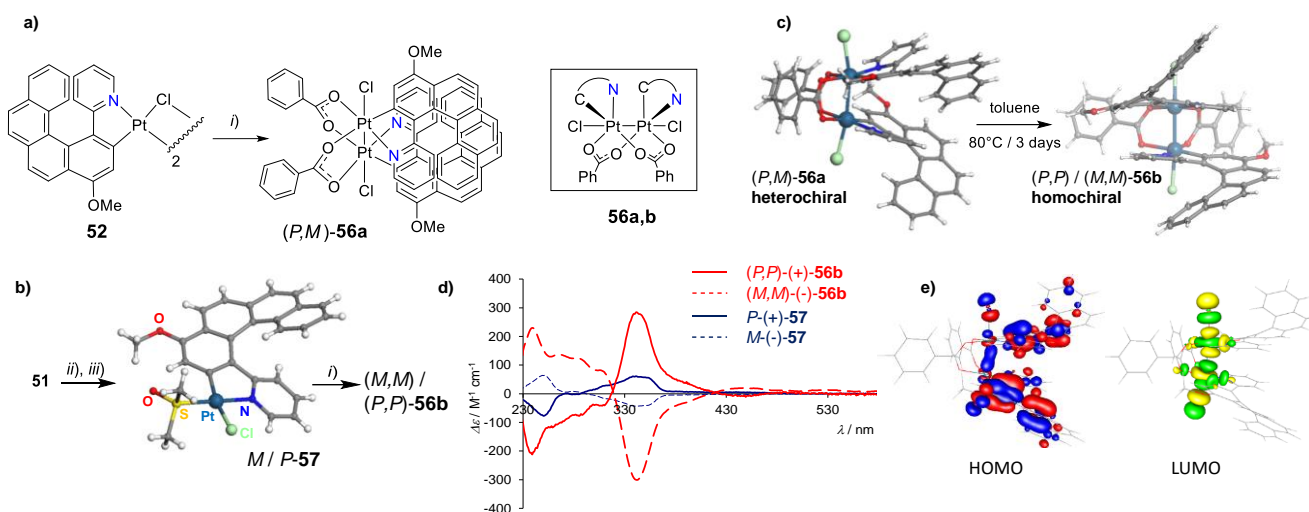 a)
N
Cl
Pt
2
OMe
52
i)
OMe
Cl
O
O
Pt
N
O
N
O
Pt
Cl
OMe
(P,M)-56a
C N C N
Cl Pt Pt Cl
O O O O
Ph Ph
56a,b
c)
toluene
80°C / 3 days
(P,M)-56a
heterochiral
(P,P) / (M,M)-56b
homochiral
b)
51
ii), iii)
O
O
S
Pt
N
Cl
M / P-57
i)
(M,M) /
(P,P)-56b
d)
(P,P)-(+)-56b
(M,M)-(-)-56b
P-(+)-57
M-(-)-57
400
300
200
100
0
-100
-200
-300
-400
Δε / M⁻¹ cm⁻¹
230 330 430 530
λ / nm
e)
HOMO
LUMO